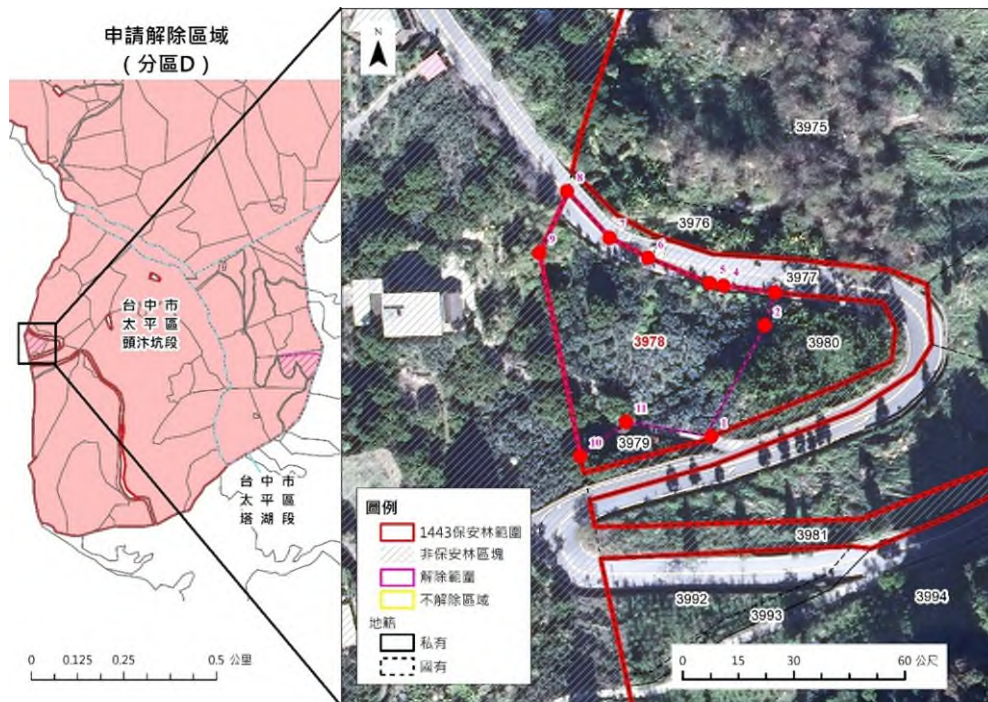 申請解除區域
（分區D）
台中市
太平區
頭汴坑段
台中市
太平區
塔湖段
0 0.125 0.25 0.5 公里
N
3975
8
3976
7
9
6
5
4
3977
2
3978
3980
11
1
3979
10
3981
3992
3993
3994
圖例
1443保安林範圍
非保安林區塊
解除範圍
不解除區域
地籍
私有
國有
0 15 30 60 公尺